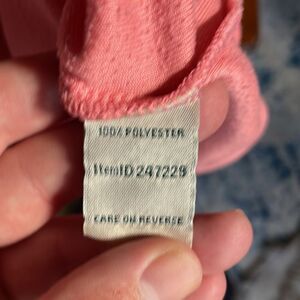 100% POLYESTER
ItemID 247229
CARE ON REVERSE